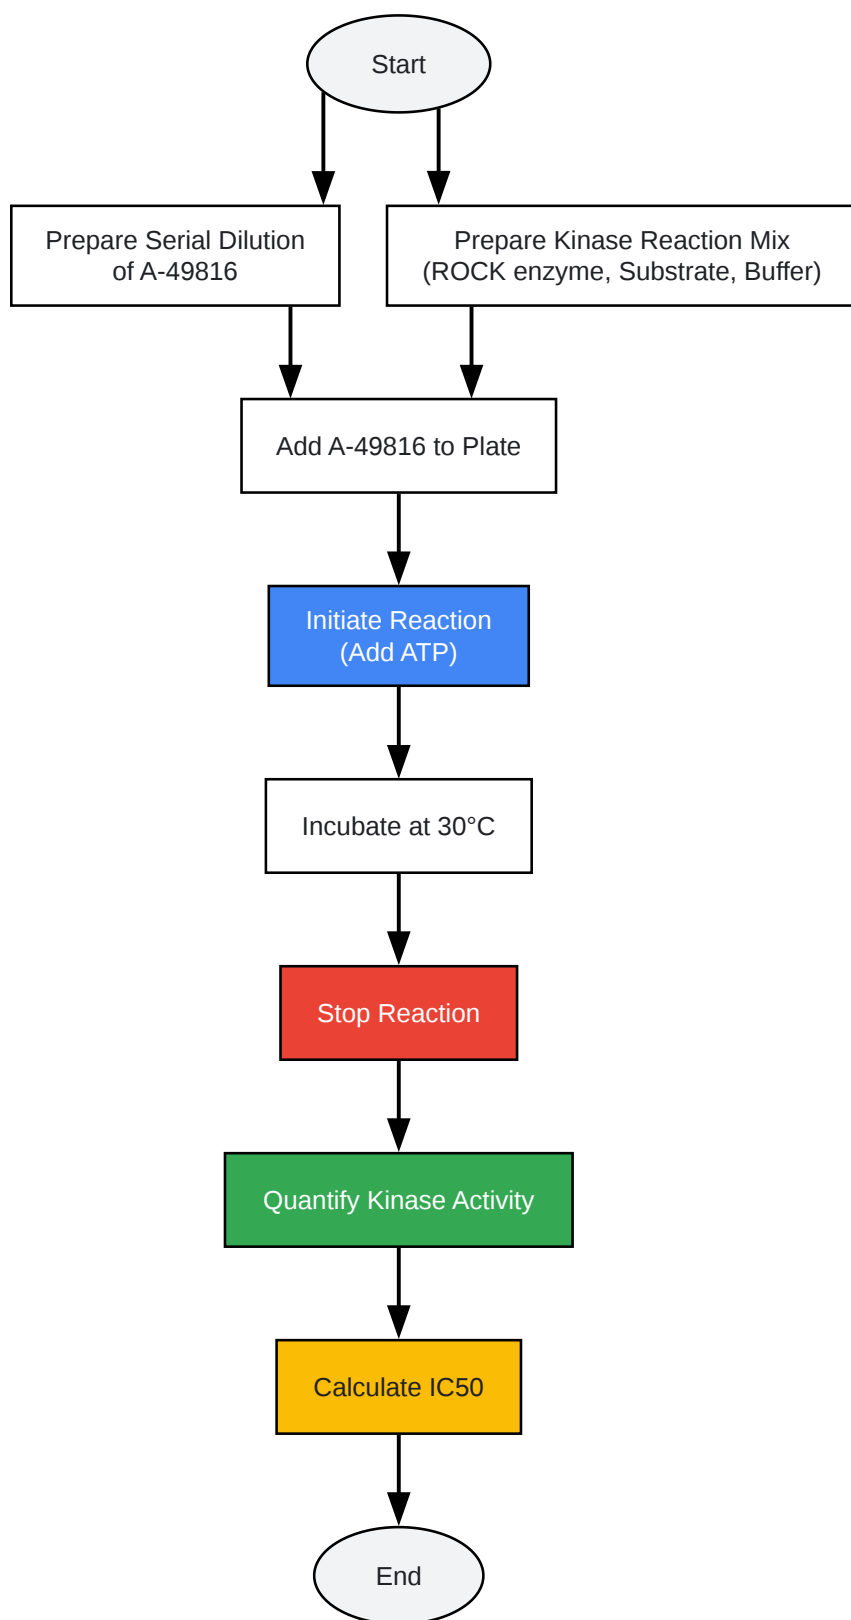 Start
Prepare Serial Dilution
of A-49816
Prepare Kinase Reaction Mix
(ROCK enzyme, Substrate, Buffer)
Add A-49816 to Plate
Initiate Reaction
(Add ATP)
Incubate at 30°C
Stop Reaction
Quantify Kinase Activity
Calculate IC50
End